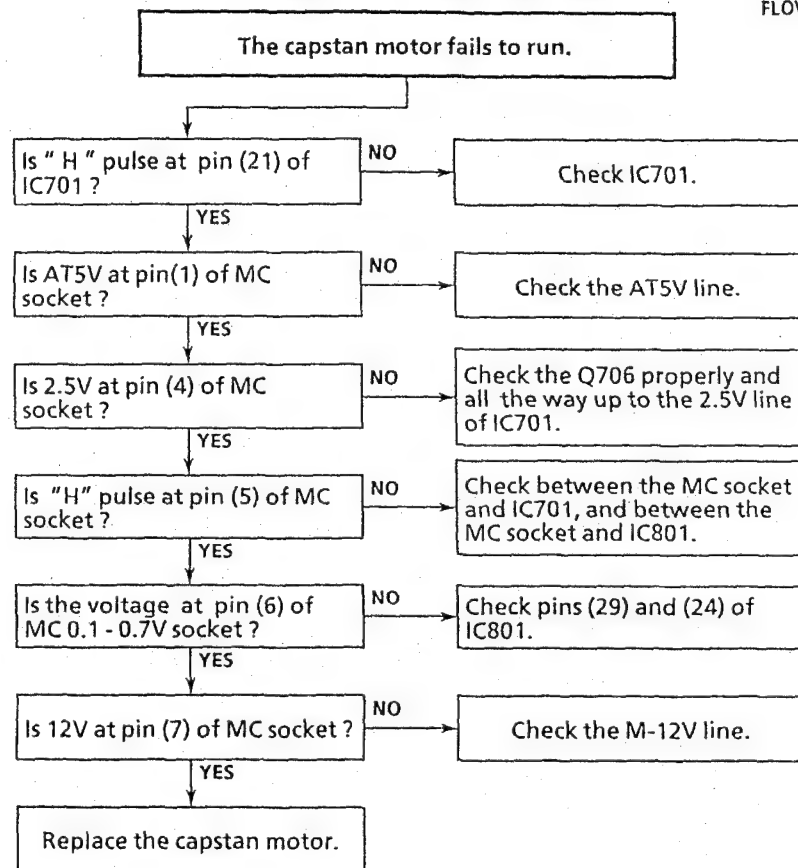 The capstan motor fails to run.
Is " H " pulse at pin (21) of
IC701 ?
NO
Check IC701.
YES
Is AT5V at pin(1) of MC
socket ?
NO
Check the AT5V line.
YES
Is 2.5V at pin (4) of MC
socket ?
NO
Check the Q706 properly and
all the way up to the 2.5V line
of IC701.
YES
Is "H" pulse at pin (5) of MC
socket ?
NO
Check between the MC socket
and IC701, and between the
MC socket and IC801.
YES
Is the voltage at pin (6) of
MC 0.1 - 0.7V socket ?
NO
Check pins (29) and (24) of
IC801.
YES
Is 12V at pin (7) of MC socket ?
NO
Check the M-12V line.
YES
Replace the capstan motor.